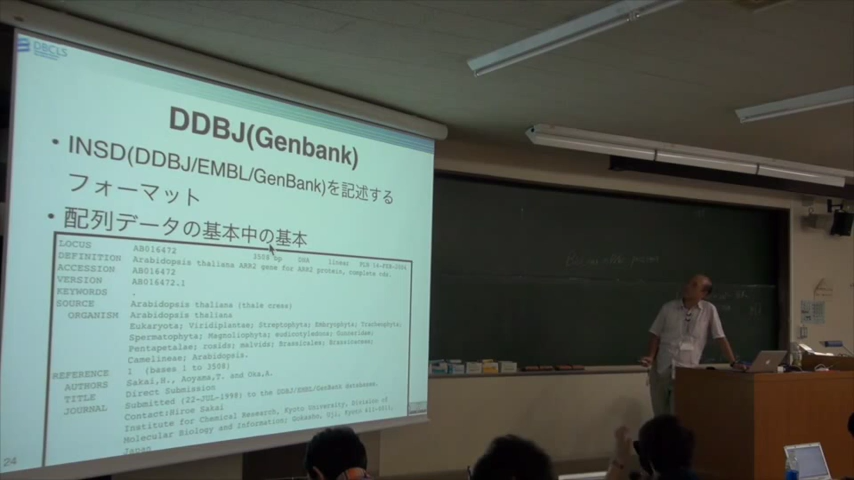 DBCLS
DDBJ(Genbank)
• INSD(DDBJ/EMBL/GenBank)を記述する
フォーマット
• 配列データの基本中の基本
LOCUS AB016472 3508 bp DNA linear
DEFINITION Arabidopsis thaliana ARR2 gene for ARR2 protein, complete cds.
ACCESSION AB016472
VERSION AB016472.1
KEYWORDS .
SOURCE Arabidopsis thaliana (thale cress)
ORGANISM Arabidopsis thaliana
Eukaryota; Viridiplantae; Streptophyta; Embryophyta; Tracheophyta;
Spermatophyta; Magnoliophyta; eudicotyledons; Gunneridae;
Pentapetalae; rosids; malvids; Brassicales; Brassicaceae;
Camelineae; Arabidopsis.
REFERENCE 1 (bases 1 to 3508)
AUTHORS Sakai,H., Aoyama,T. and Oka,A.
TITLE Direct Submission
JOURNAL Submitted (22-JUL-1998) to the DDBJ/EMBL/GenBank databases.
Contact:Hiroe Sakai
Institute for Chemical Research, Kyoto University, Division of
Molecular Biology and Information; Gokasho, Uji, Kyoto 611-0011,
Japan
24